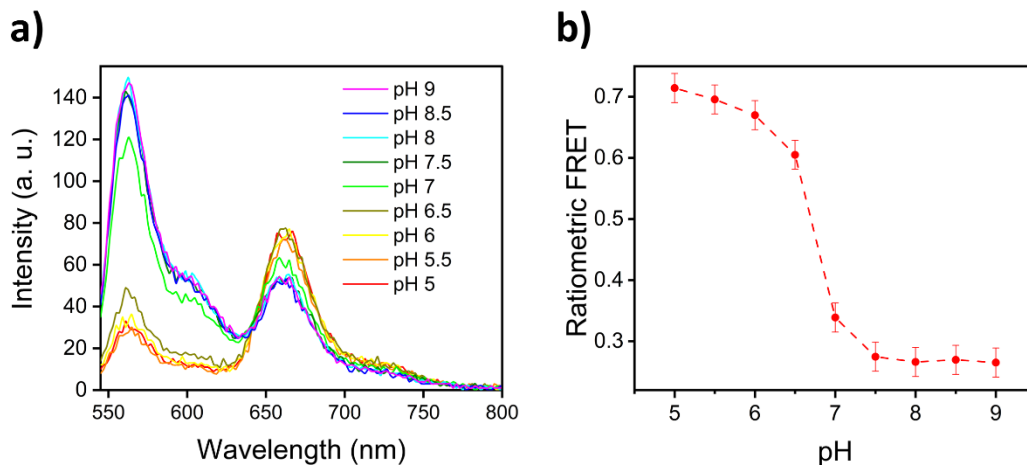 a)
140
120
100
80
60
40
20
0
Intensity (a. u.)
550
600
650
700
750
800
Wavelength (nm)
pH 9
pH 8.5
pH 8
pH 7.5
pH 7
pH 6.5
pH 6
pH 5.5
pH 5
b)
0.7
0.6
0.5
0.4
0.3
Ratiometric FRET
5
6
7
8
9
pH